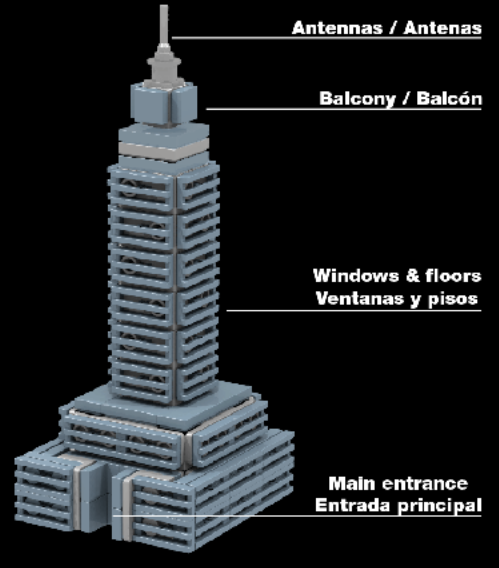 Antennas / Antenas
Balcony / Balcón
Windows & floors
Ventanas y pisos
Main entrance
Entrada principal